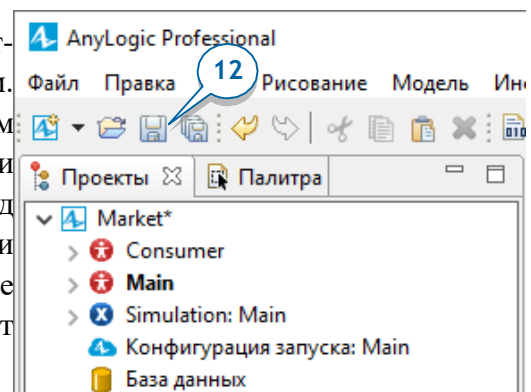 AnyLogic Professional
12
Файл Правка Рисование Модель
Проекты Палитра
Market*
Consumer
Main
Simulation: Main
Конфигурация запуска: Main
База данных